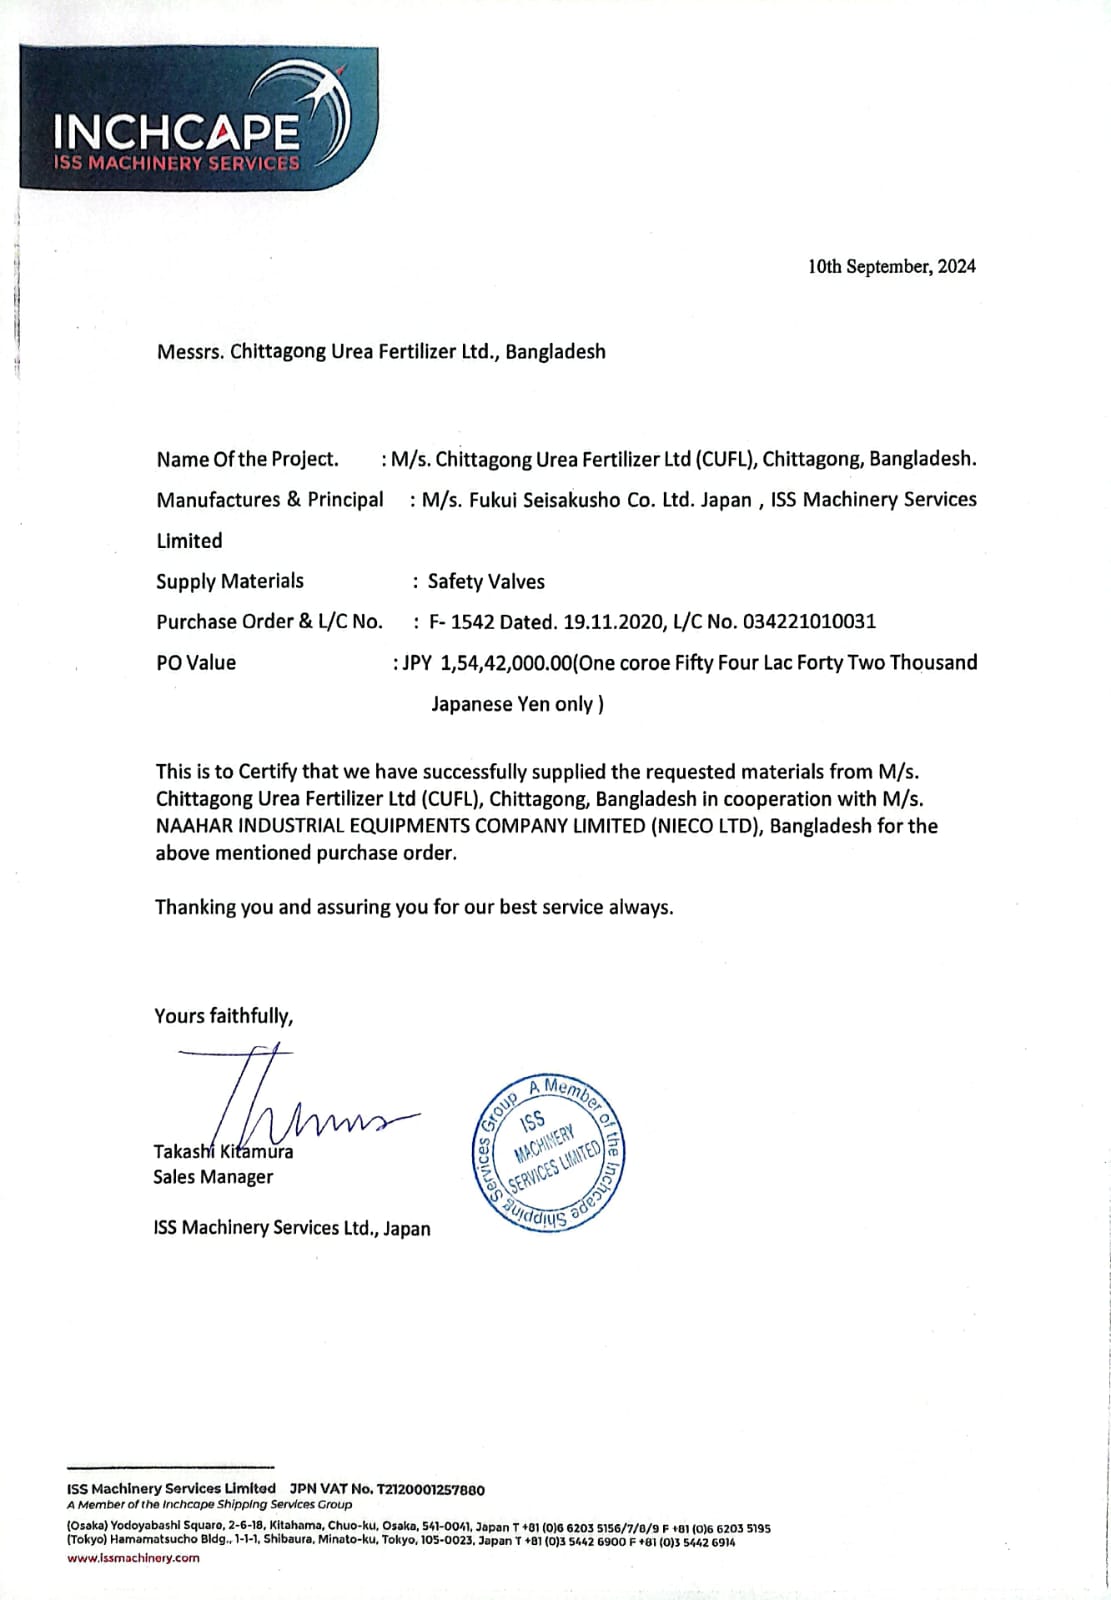 INCHCAPE
ISS MACHINERY SERVICES
10th September, 2024
Messrs. Chittagong Urea Fertilizer Ltd., Bangladesh
Name Of the Project. : M/s. Chittagong Urea Fertilizer Ltd (CUFL), Chittagong, Bangladesh.
Manufactures & Principal : M/s. Fukui Seisakusho Co. Ltd. Japan , ISS Machinery Services
Limited
Supply Materials : Safety Valves
Purchase Order & L/C No. : F- 1542 Dated. 19.11.2020, L/C No. 034221010031
PO Value : JPY 1,54,42,000.00(One coroe Fifty Four Lac Forty Two Thousand
Japanese Yen only )
This is to Certify that we have successfully supplied the requested materials from M/s.
Chittagong Urea Fertilizer Ltd (CUFL), Chittagong, Bangladesh in cooperation with M/s.
NAAHAR INDUSTRIAL EQUIPMENTS COMPANY LIMITED (NIECO LTD), Bangladesh for the
above mentioned purchase order.
Thanking you and assuring you for our best service always.
Yours faithfully,
Takashi Kitamura
Sales Manager
ISS Machinery Services Ltd., Japan
A Member of the Inchcape Shipping Services Group
ISS
MACHINERY
SERVICES LIMITED
ISS Machinery Services Limited JPN VAT No. T2120001257880
A Member of the Inchcape Shipping Services Group
(Osaka) Yodoyabashi Square, 2-6-18, Kitahama, Chuo-ku, Osaka, 541-0041, Japan T +81 (0)6 6203 5156/7/8/9 F +81 (0)6 6203 5195
(Tokyo) Hamamatsucho Bldg., 1-1-1, Shibaura, Minato-ku, Tokyo, 105-0023, Japan T +81 (0)3 5442 6900 F +81 (0)3 5442 6914
www.issmachinery.com